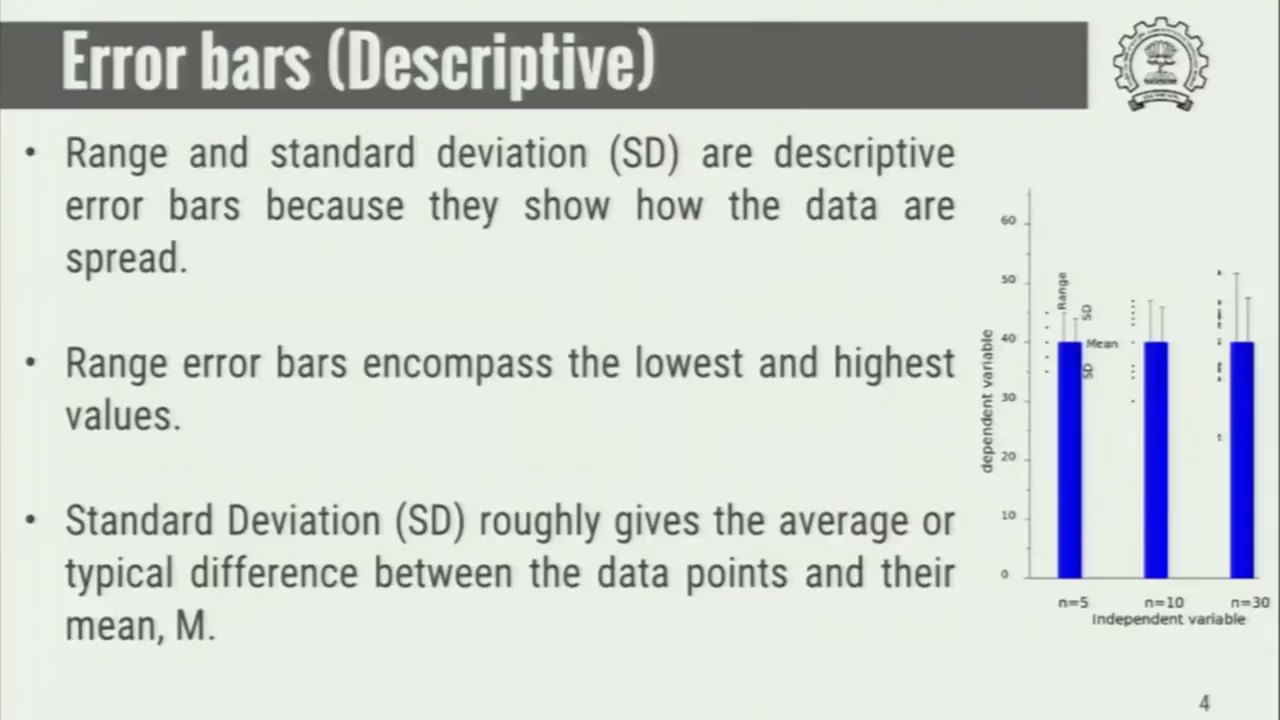 Error bars (Descriptive)
• Range and standard deviation (SD) are descriptive
error bars because they show how the data are
spread.
• Range error bars encompass the lowest and highest
values.
• Standard Deviation (SD) roughly gives the average or
typical difference between the data points and their
mean, M.
dependent variable
60
50
40
30
20
10
0
Range
SD
Mean
SD
n=5
n=10
n=30
Independent variable
4